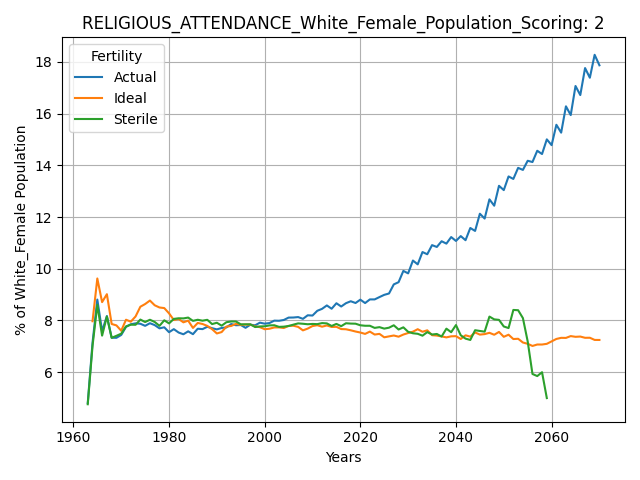 RELIGIOUS_ATTENDANCE_White_Female_Population_Scoring: 2
Fertility
Actual
Ideal
Sterile
% of White_Female Population
18
16
14
12
10
8
6
1960
1980
2000
2020
2040
2060
Years